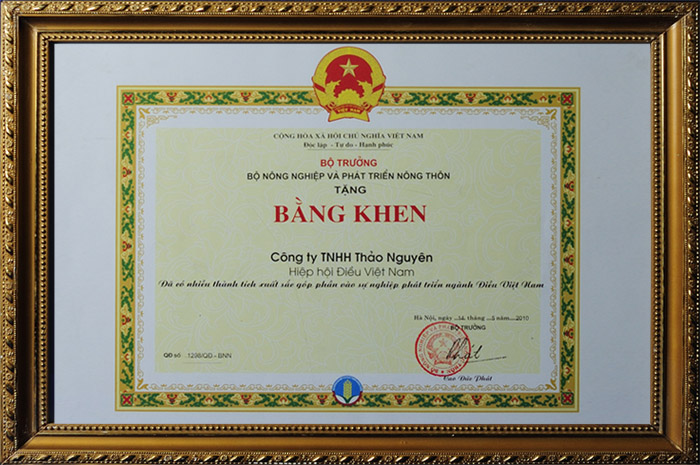 CỘNG HÒA XÃ HỘI CHỦ NGHĨA VIỆT NAM
Độc lập - Tự do - Hạnh phúc
BỘ TRƯỞNG
BỘ NÔNG NGHIỆP VÀ PHÁT TRIỂN NÔNG THÔN
TẶNG
BẰNG KHEN
Công ty TNHH Thảo Nguyên
Hiệp hội Điều Việt Nam
Đã có nhiều thành tích xuất sắc góp phần vào sự nghiệp phát triển ngành Điều Việt Nam
Hà Nội, ngày ... tháng ..5 năm....2010
BỘ TRƯỞNG
QĐ số ..1298/QĐ - BNN
Cao Đức Phát